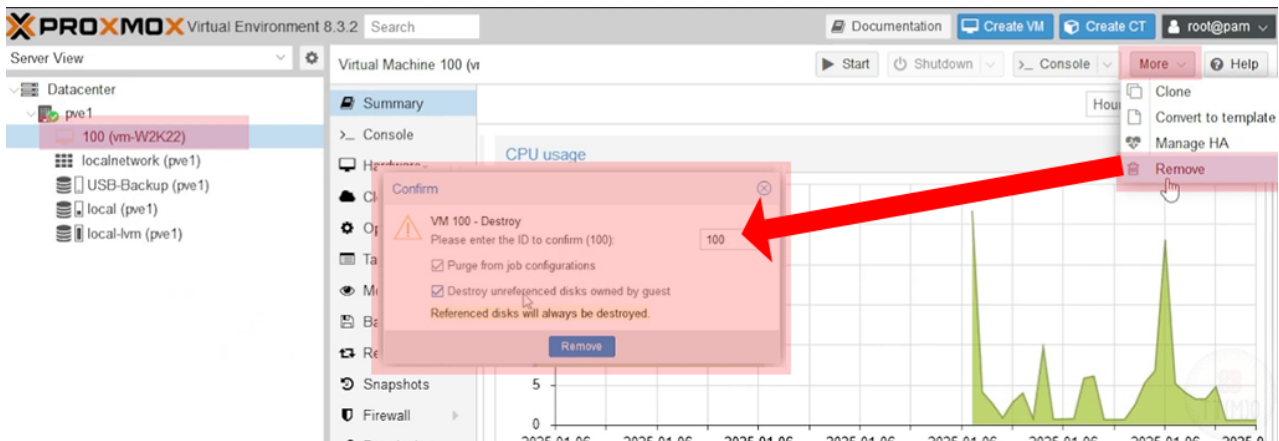 PROXMOX Virtual Environment 8.3.2 Search Documentation Create VM Create CT root@pam
Server View
Virtual Machine 100 (vm Start Shutdown Console More Help
Datacenter
pve1
100 (vm-W2K22)
localnetwork (pve1)
USB-Backup (pve1)
local (pve1)
local-lvm (pve1)
Summary
Console
Hardware
Snapshots
Firewall
Hour
Clone
Convert to template
Manage HA
Remove
CPU usage
Confirm
VM 100 - Destroy
Please enter the ID to confirm (100): 100
Purge from job configurations
Destroy unreferenced disks owned by guest
Referenced disks will always be destroyed.
Remove
5
0